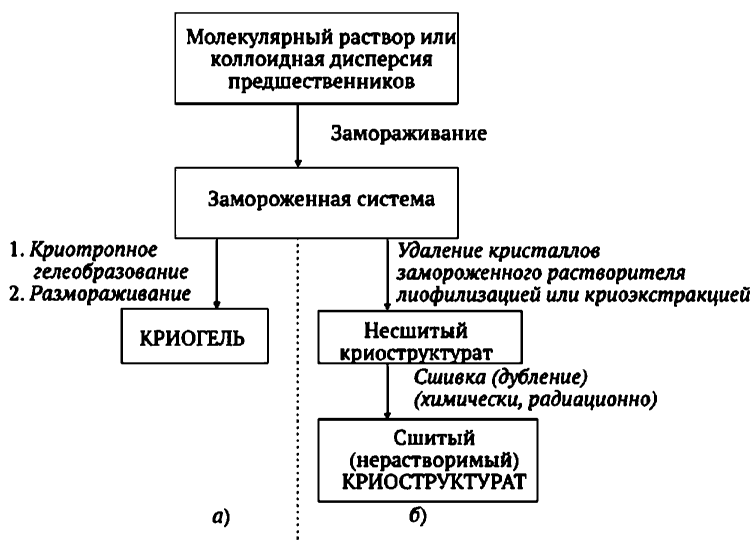 Молекулярный раствор или
коллоидная дисперсия
предшественников
Замораживание
Замороженная система
1. Криотропное
гелеобразование
2. Размораживание
КРИОГЕЛЬ
Удаление кристаллов
замороженного растворителя
лиофилизацией или криоэкстракцией
Несшитый
криоструктурат
Сшивка (дубление)
(химически, радиационно)
Сшитый
(нерастворимый)
КРИОСТРУКТУРАТ
а)
б)